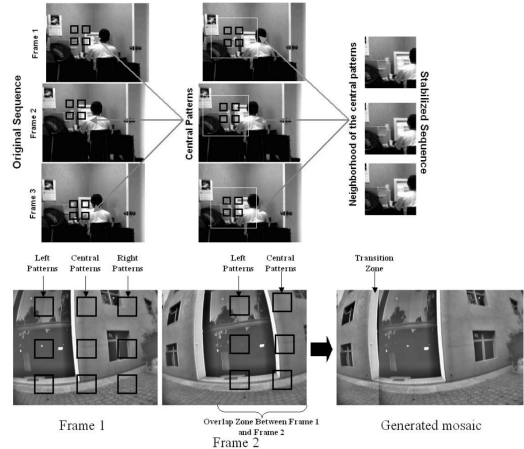 Original Sequence
Frame 1
Frame 2
Frame 3
Central Patterns
Neighborhood of the central patterns
Stabilized Sequence
Left Patterns
Central Patterns
Right Patterns
Left Patterns
Central Patterns
Transition Zone
Overlap Zone Between Frame 1
and Frame 2
Frame 1
Frame 2
Generated mosaic